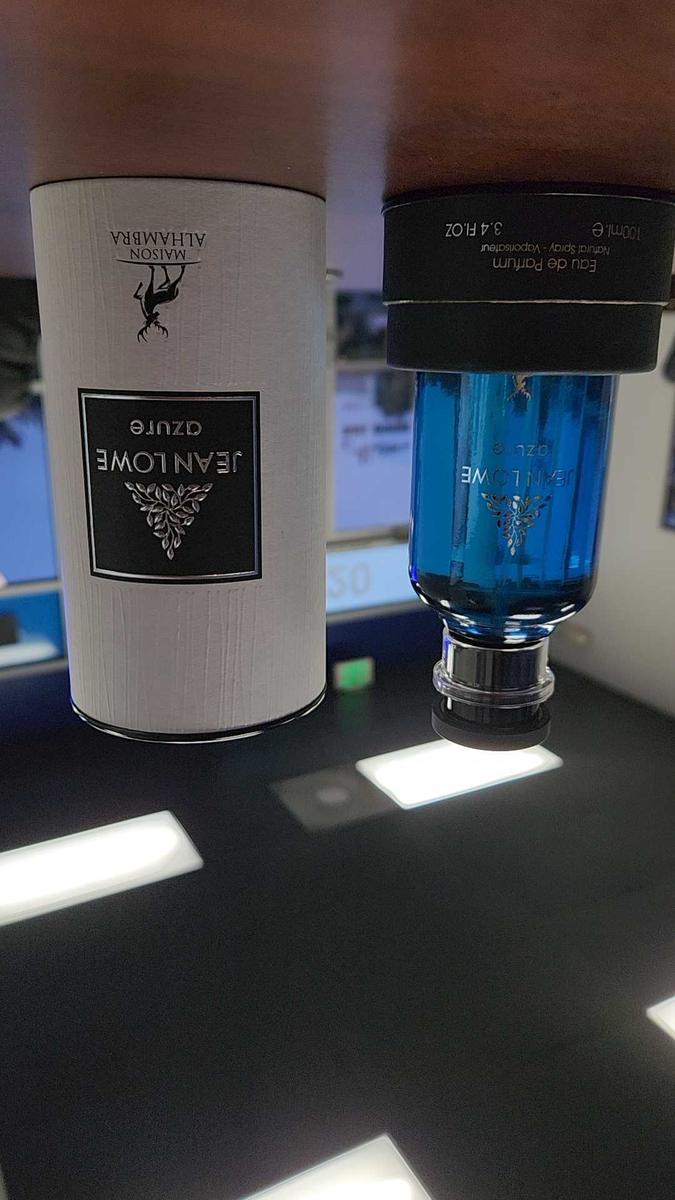 JEAN LOWE
azure
MAISON
ALHAMBRA
JEAN LOWE
azure
Eau de Parfum
Natural Spray - Vaporisateur
100ml.e 3.4 Fl.OZ